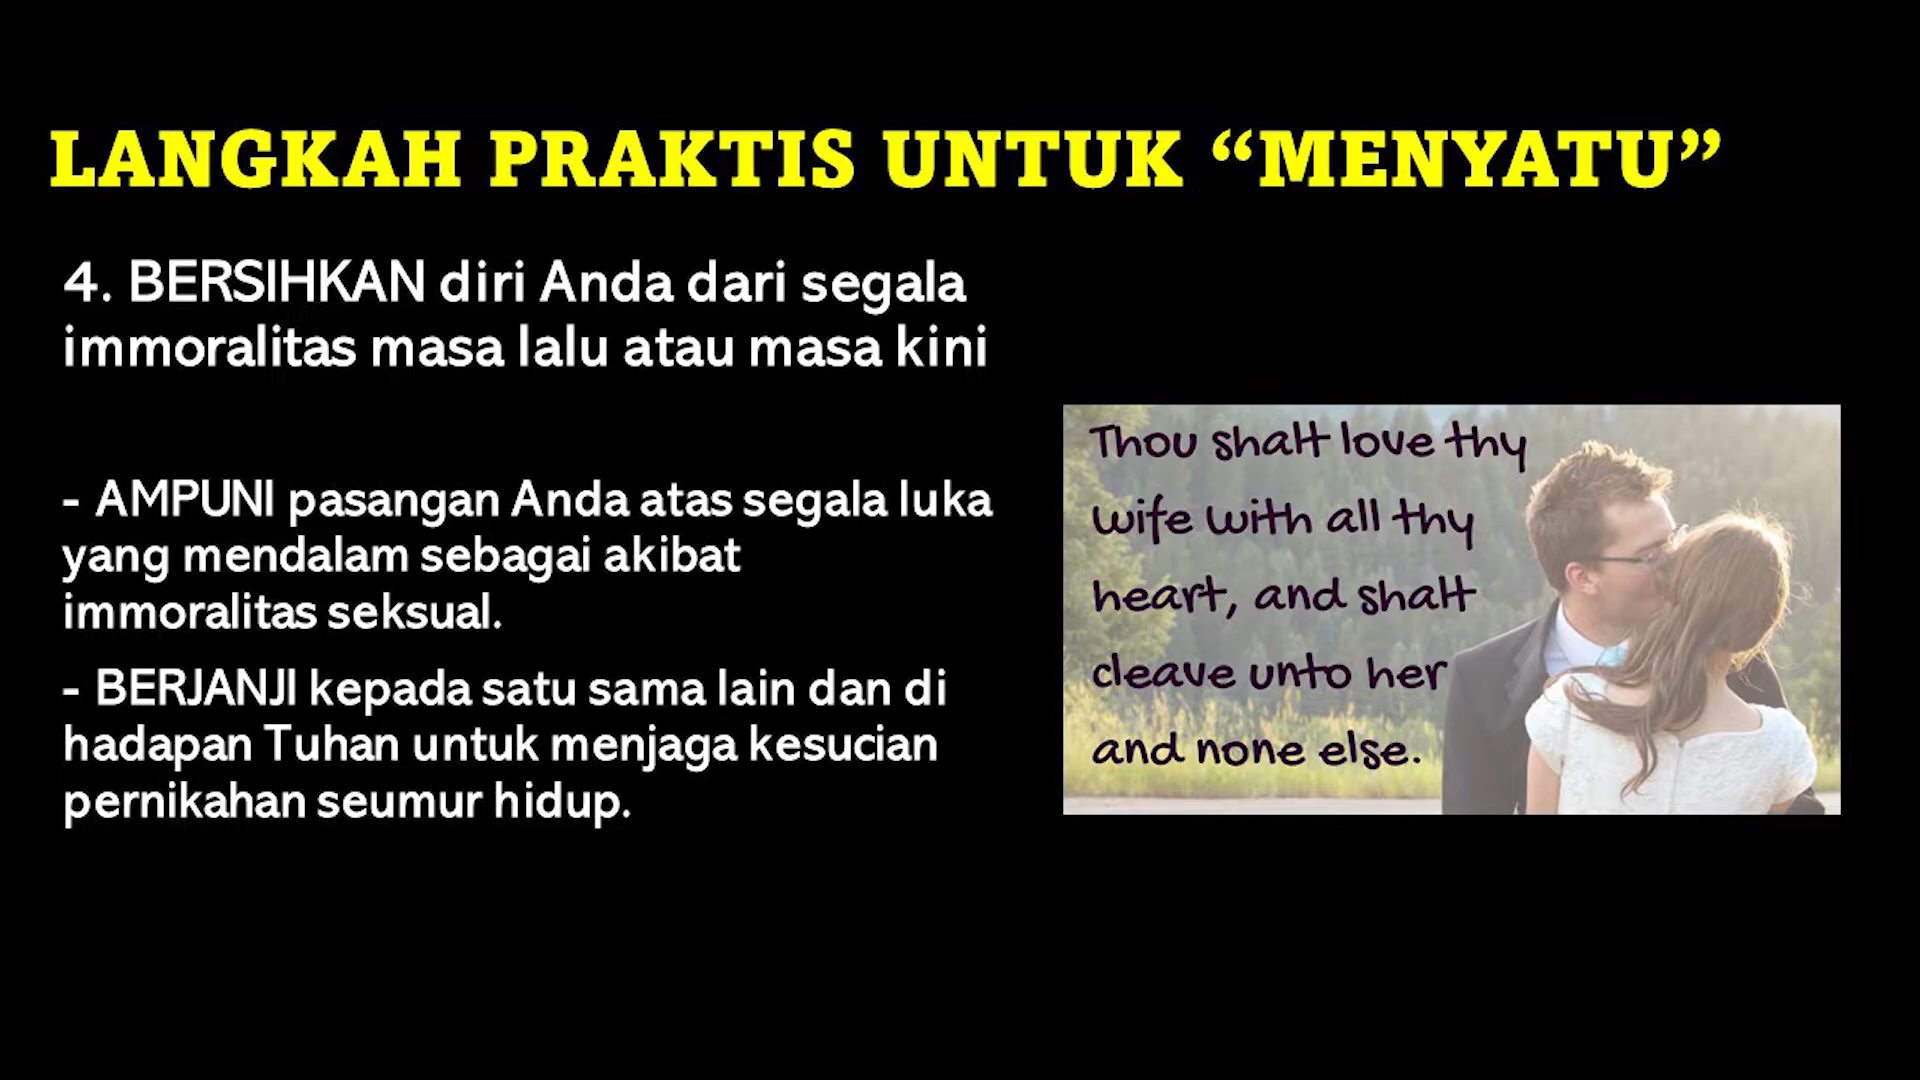 LANGKAH PRAKTIS UNTUK “MENYATU”
4. BERSIHKAN diri Anda dari segala
immoralitas masa lalu atau masa kini
- AMPUNI pasangan Anda atas segala luka
yang mendalam sebagai akibat
immoralitas seksual.
- BERJANJI kepada satu sama lain dan di
hadapan Tuhan untuk menjaga kesucian
pernikahan seumur hidup.
Thou shalt love thy
wife with all thy
heart, and shalt
cleave unto her
and none else.